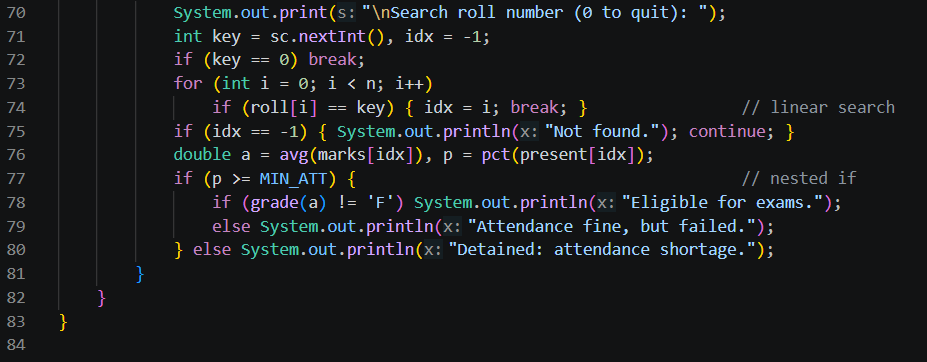 70 System.out.print(s: "\nSearch roll number (0 to quit): ");
71 int key = sc.nextInt(), idx = -1;
72 if (key == 0) break;
73 for (int i = 0; i < n; i++)
74 if (roll[i] == key) { idx = i; break; } // linear search
75 if (idx == -1) { System.out.println(x: "Not found."); continue; }
76 double a = avg(marks[idx]), p = pct(present[idx]);
77 if (p >= MIN_ATT) { // nested if
78 if (grade(a) != 'F') System.out.println(x: "Eligible for exams.");
79 else System.out.println(x: "Attendance fine, but failed.");
80 } else System.out.println(x: "Detained: attendance shortage.");
81 }
82 }
83 }
84